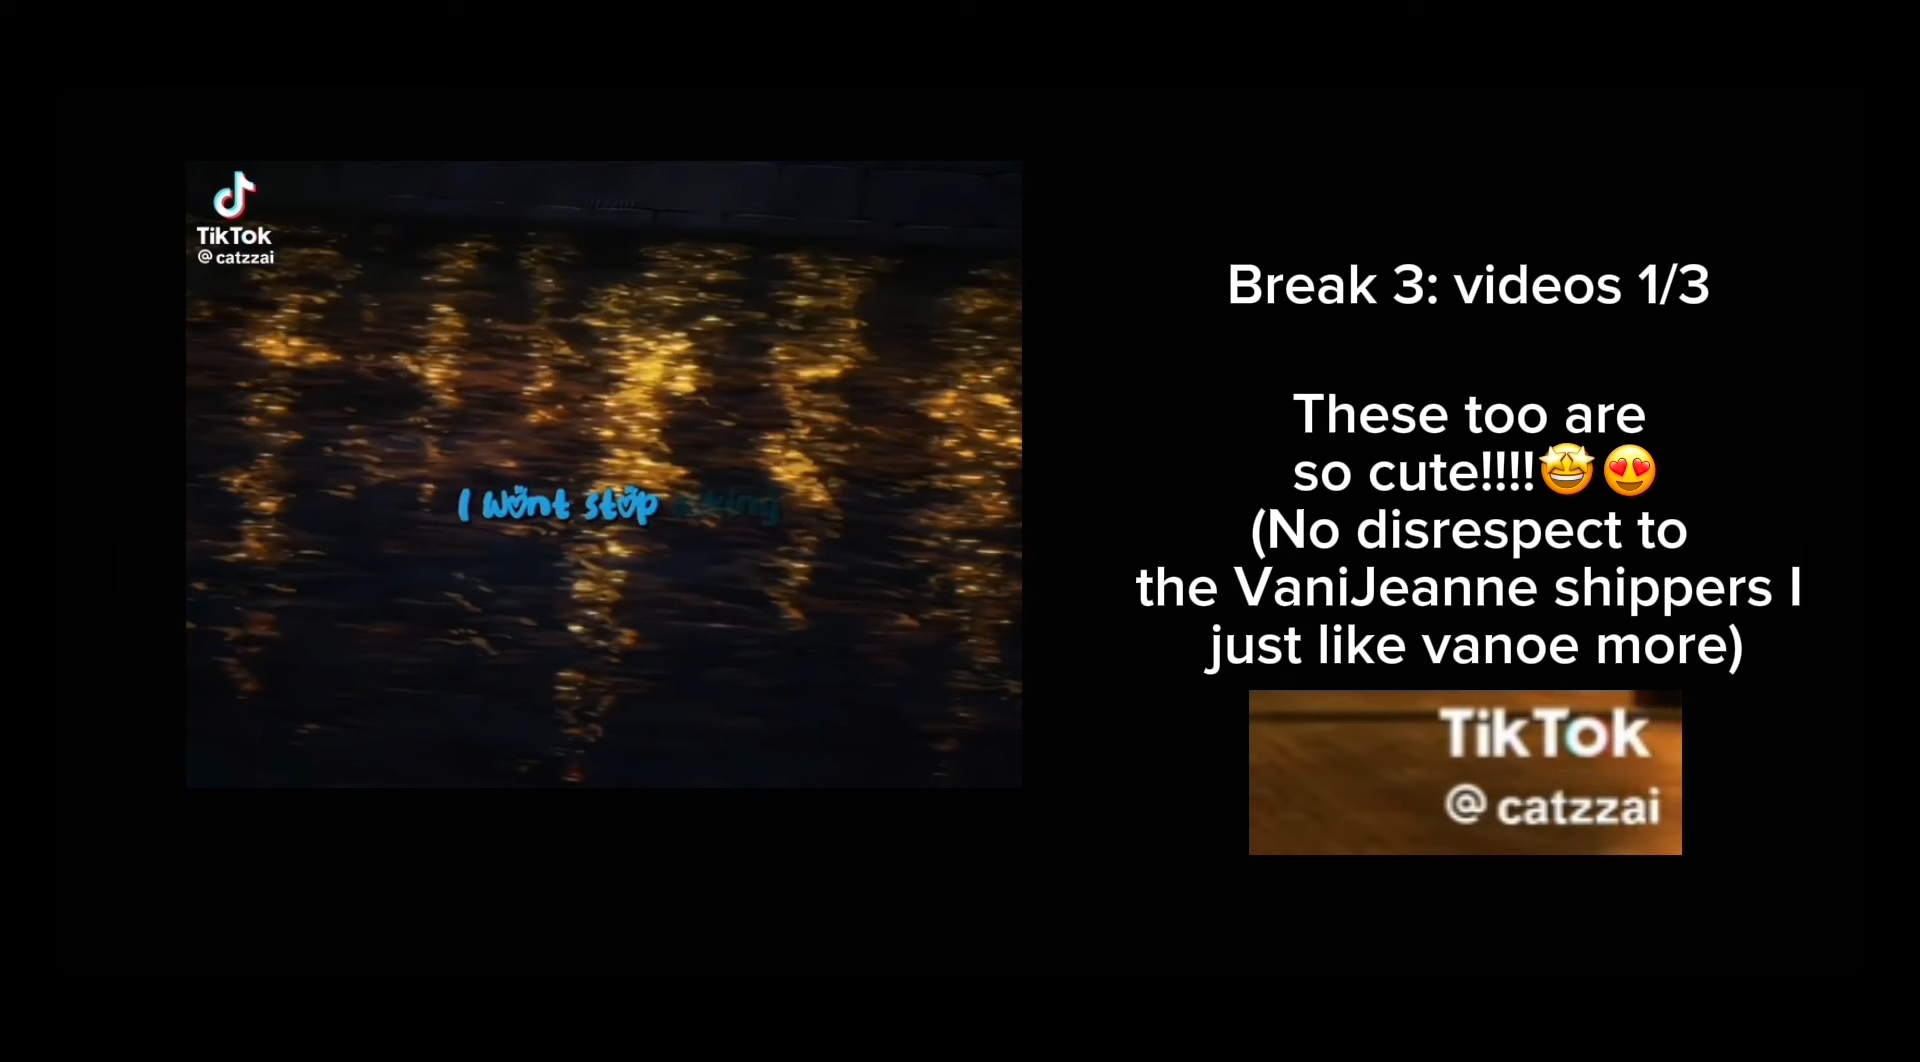 TikTok
@catzzai
I wont stop
Break 3: videos 1/3
These too are
so cute!!!!🤩😍
(No disrespect to
the VaniJeanne shippers I
just like vanoe more)
TikTok
@catzzai